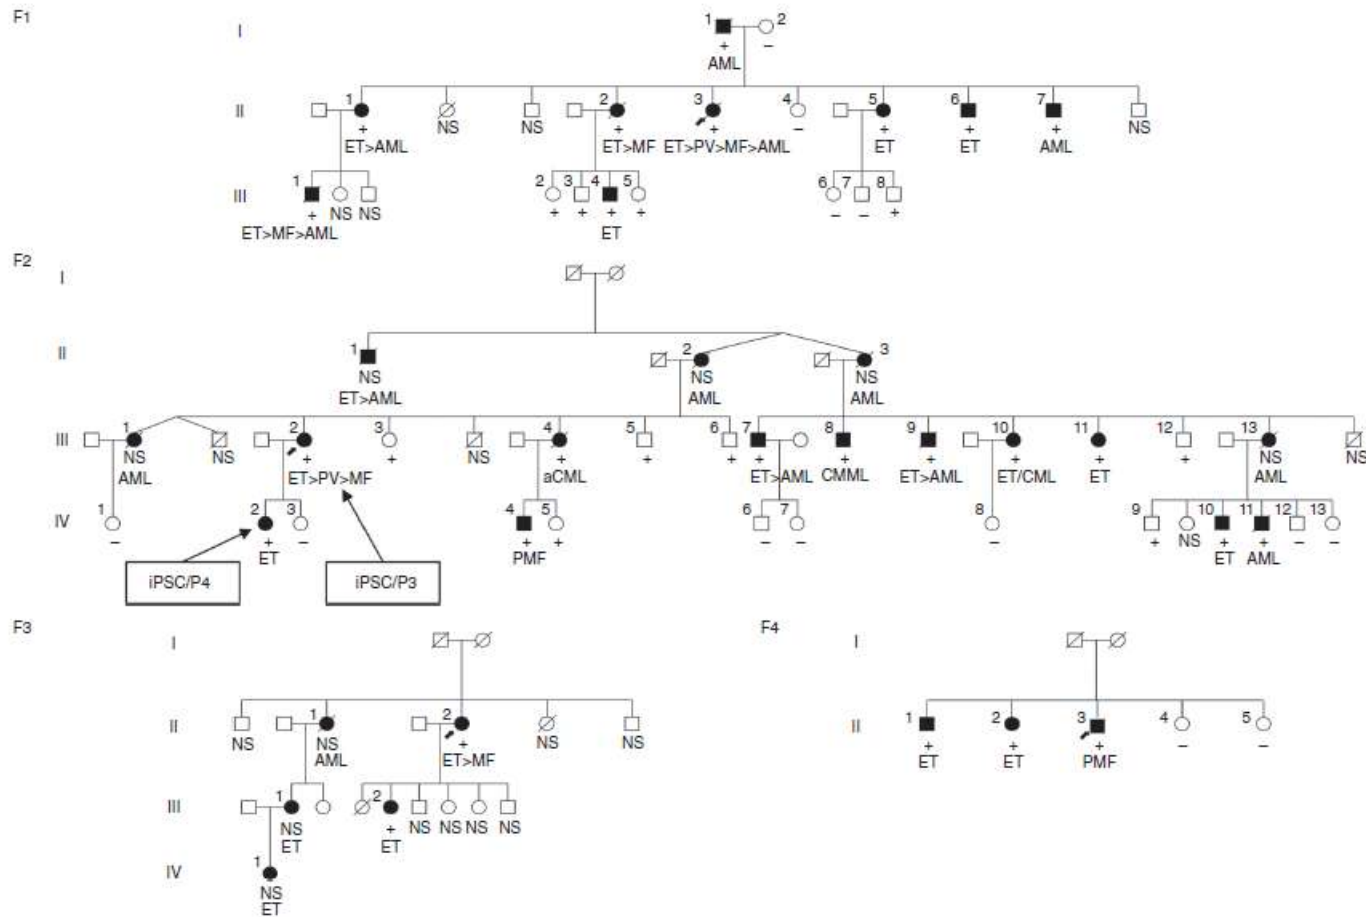 F1
I
1 2
+ –
AML
II
1 2 3 4 5 6 7
+ NS NS + + – + + + NS
ET>AML ET>MF ET>PV>MF>AML ET ET AML
III
1 2 3 4 5 6 7 8
+ NS NS + + + + – – +
ET>MF>AML ET
F2
I
II
1 2 3
NS NS NS
ET>AML AML AML
III
1 2 3 4 5 6 7 8 9 10 11 12 13
NS NS + + NS + + + + + + + + + NS NS
AML ET>PV>MF aCML ET>AML CMML ET>AML ET/CML ET AML
IV
1 2 3 4 5 6 7 8 9 10 11 12 13
– + – + + – – – + NS + + – –
ET PMF ET AML
iPSC/P4 iPSC/P3
F3
I
II
1 2
NS NS + NS NS
AML ET>MF
III
1 2
NS + NS NS NS NS
ET ET
IV
1
NS
ET
F4
I
II
1 2 3 4 5
+ + + – –
ET ET PMF